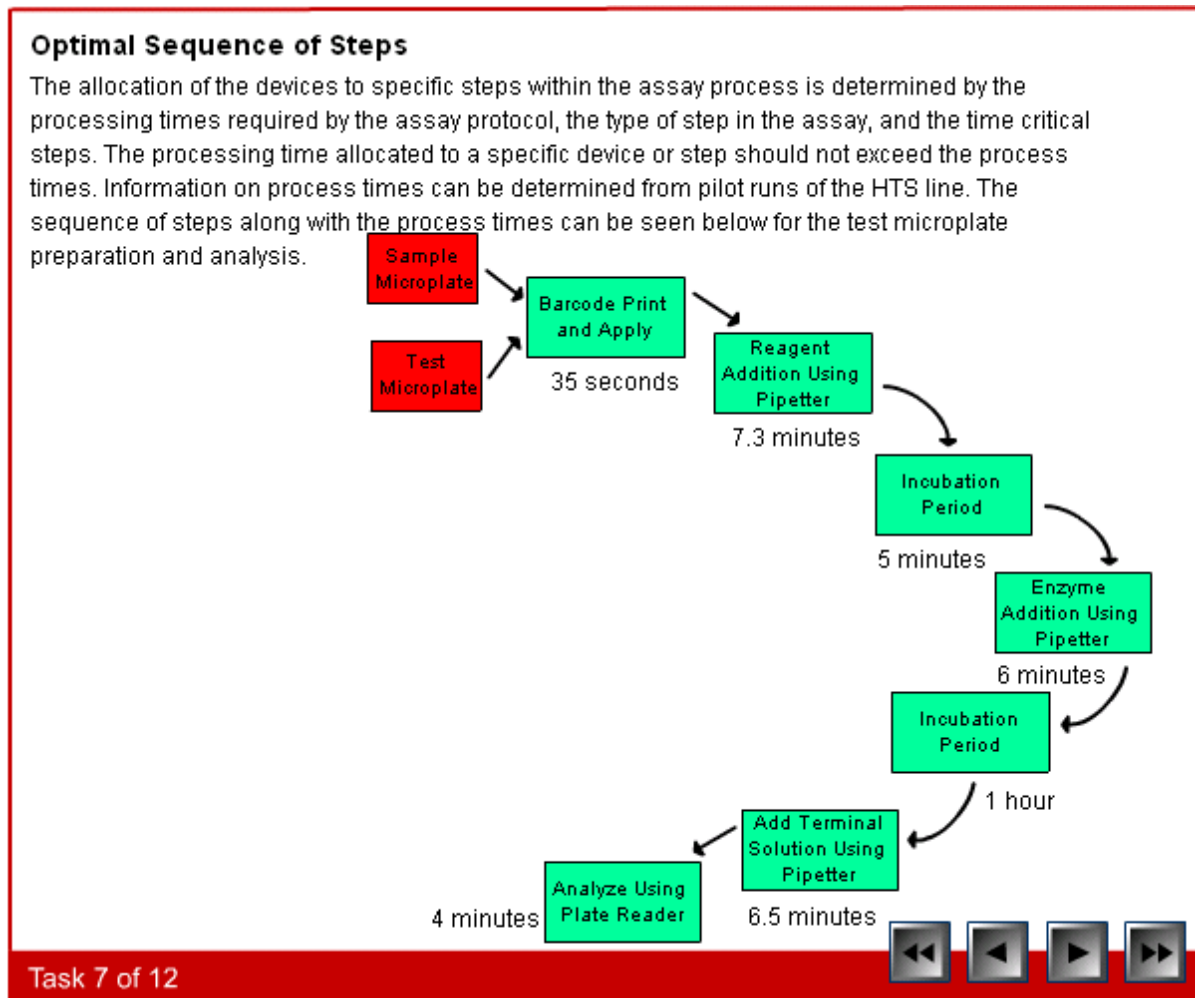 Optimal Sequence of Steps
The allocation of the devices to specific steps within the assay process is determined by the
processing times required by the assay protocol, the type of step in the assay, and the time critical
steps. The processing time allocated to a specific device or step should not exceed the process
times. Information on process times can be determined from pilot runs of the HTS line. The
sequence of steps along with the process times can be seen below for the test microplate
preparation and analysis.
Sample
Microplate
Test
Microplate
Barcode Print
and Apply
35 seconds
Reagent
Addition Using
Pipetter
7.3 minutes
Incubation
Period
5 minutes
Enzyme
Addition Using
Pipetter
6 minutes
Incubation
Period
1 hour
Add Terminal
Solution Using
Pipetter
6.5 minutes
Analyze Using
Plate Reader
4 minutes
Task 7 of 12